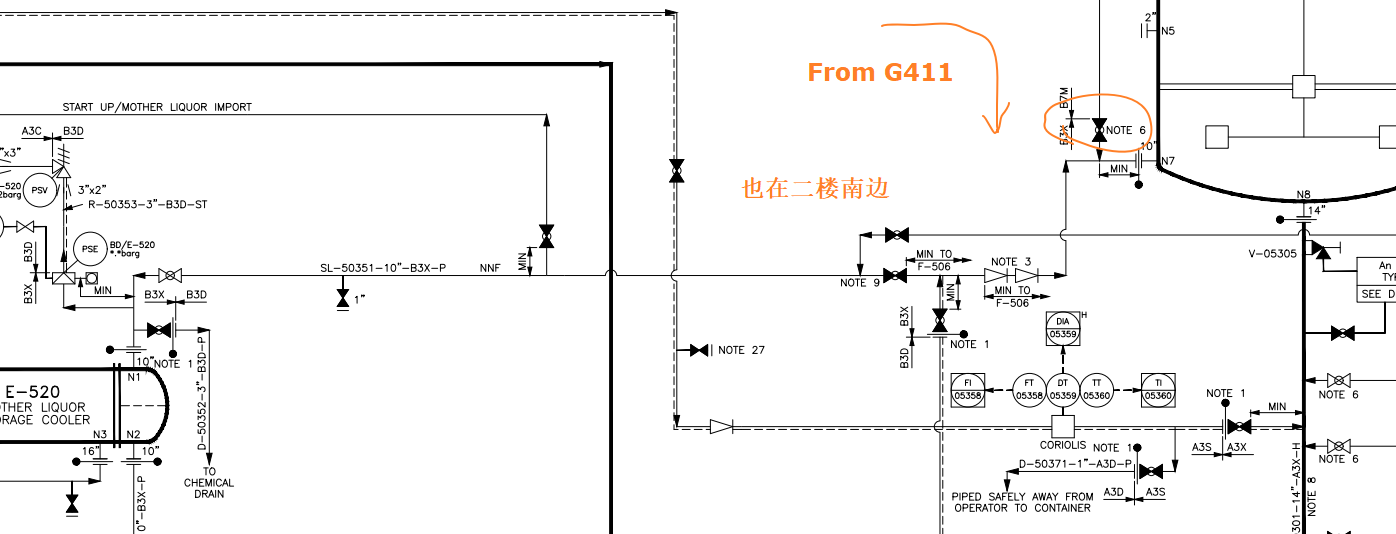 2"
N5
From G411
B7M
B3X
NOTE 6
START UP/MOTHER LIQUOR IMPORT
A3C
B3D
"x3"
10"
N7
MIN
-520
2barg
PSV
3"x2"
R-50353-3"-B3D-ST
也在二楼南边
N8
14"
PSE
BD/E-520
*.*barg
B3D
B3X
MIN
SL-50351-10"-B3X-P
NNF
MIN
MIN TO
F-506
NOTE 3
V-05305
An
TYP
SEE D
NOTE 9
MIN
MIN TO
F-506
1"
B3X
B3D
B3X
B3D
NOTE 1
DIA
05359
H
10"
NOTE 1
N1
NOTE 27
E-520
OTHER LIQUOR
ORAGE COOLER
D-50352-3"-B3D-P
FI
05358
FT
05358
DT
05359
TT
05360
TI
05360
NOTE 6
NOTE 1
MIN
N3
N2
16"
10"
CORIOLIS
NOTE 1
A3S
A3X
NOTE 6
TO
CHEMICAL
DRAIN
D-50371-1"-A3D-P
A3D
A3S
PIPED SAFELY AWAY FROM
OPERATOR TO CONTAINER
0"-B3X-P
301-14"-A3X-H
NOTE 8